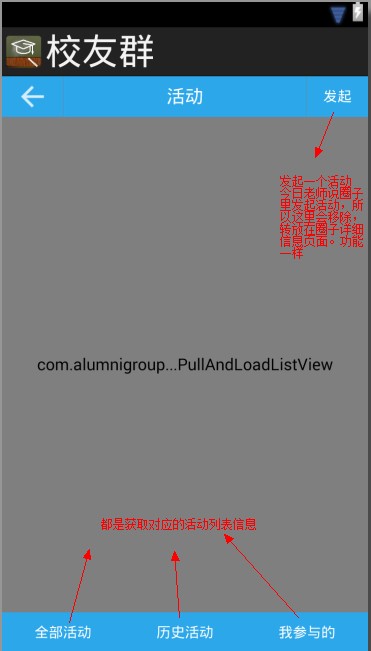 校友群
活动
发起
发起一个活动
今日老师说圈子
里发起活动，所
以这里会移除，
转放在圈子详细
信息页面。功能
一样
com.alumnigroup...PullAndLoadListView
都是获取对应的活动列表信息
全部活动
历史活动
我参与的